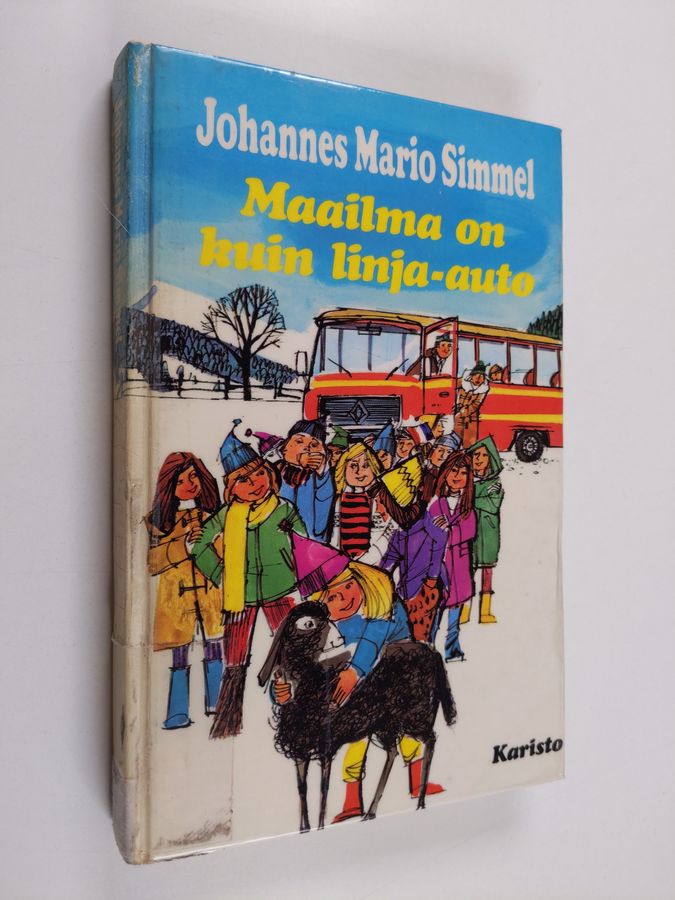 Johannes Mario Simmel
Maailma on
kuin linja-auto
Karisto